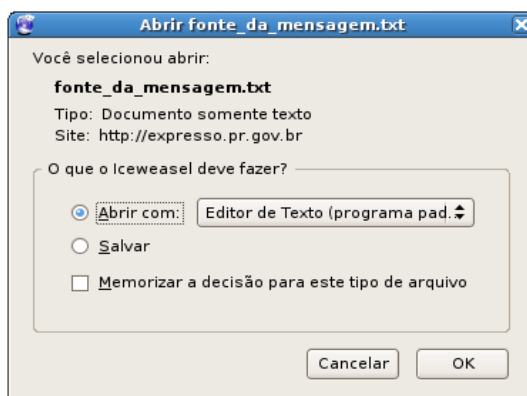 Abrir fonte_da_mensagem.txt
Você selecionou abrir:
fonte_da_mensagem.txt
Tipo: Documento somente texto
Site: http://expresso.pr.gov.br
O que o Iceweasel deve fazer?
Abrir com: Editor de Texto (programa pad.
Salvar
Memorizar a decisão para este tipo de arquivo
Cancelar OK